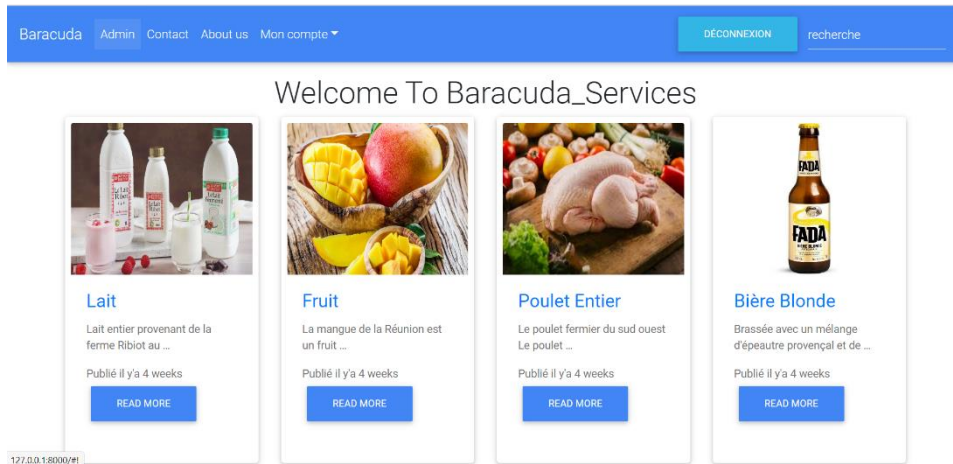 Baracuda Admin Contact About us Mon compte DÉCONNEXION recherche
Welcome To Baracuda_Services
Lait
Lait entier provenant de la
ferme Ribiot au ...
Publié il y'a 4 weeks
READ MORE
Fruit
La mangue de la Réunion est
un fruit ...
Publié il y'a 4 weeks
READ MORE
Poulet Entier
Le poulet fermier du sud ouest
Le poulet ...
Publié il y'a 4 weeks
READ MORE
FADA
FADA
BIÈRE BLONDE
Bière Blonde
Brassée avec un mélange
d'épeautre provençal et de ...
Publié il y'a 4 weeks
READ MORE
127.0.0.1:8000/#!